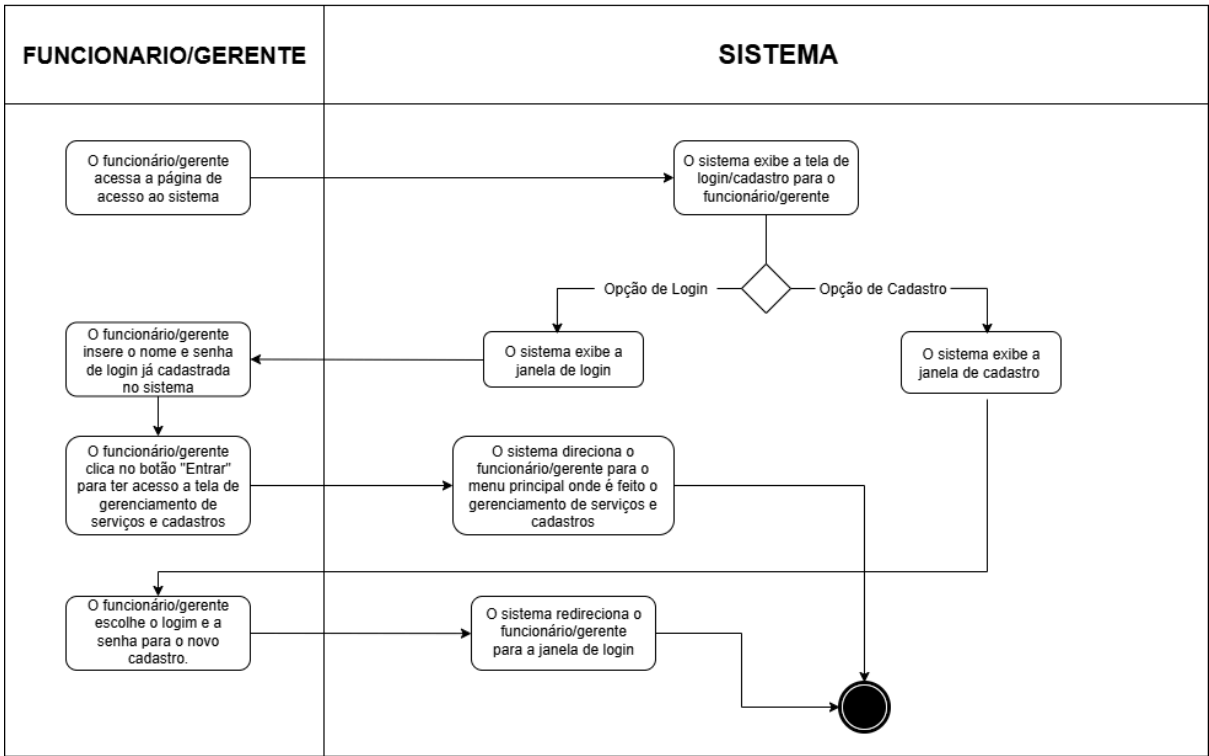 FUNCIONARIO/GERENTE
SISTEMA
O funcionário/gerente
acessa a página de
acesso ao sistema
O sistema exibe a tela de
login/cadastro para o
funcionário/gerente
Opção de Login
Opção de Cadastro
O funcionário/gerente
insere o nome e senha
de login já cadastrada
no sistema
O sistema exibe a
janela de login
O sistema exibe a
janela de cadastro
O funcionário/gerente
clica no botão "Entrar"
para ter acesso a tela de
gerenciamento de
serviços e cadastros
O sistema direciona o
funcionário/gerente para o
menu principal onde é feito o
gerenciamento de serviços e
cadastros
O funcionário/gerente
escolhe o logim e a
senha para o novo
cadastro.
O sistema redireciona o
funcionário/gerente
para a janela de login